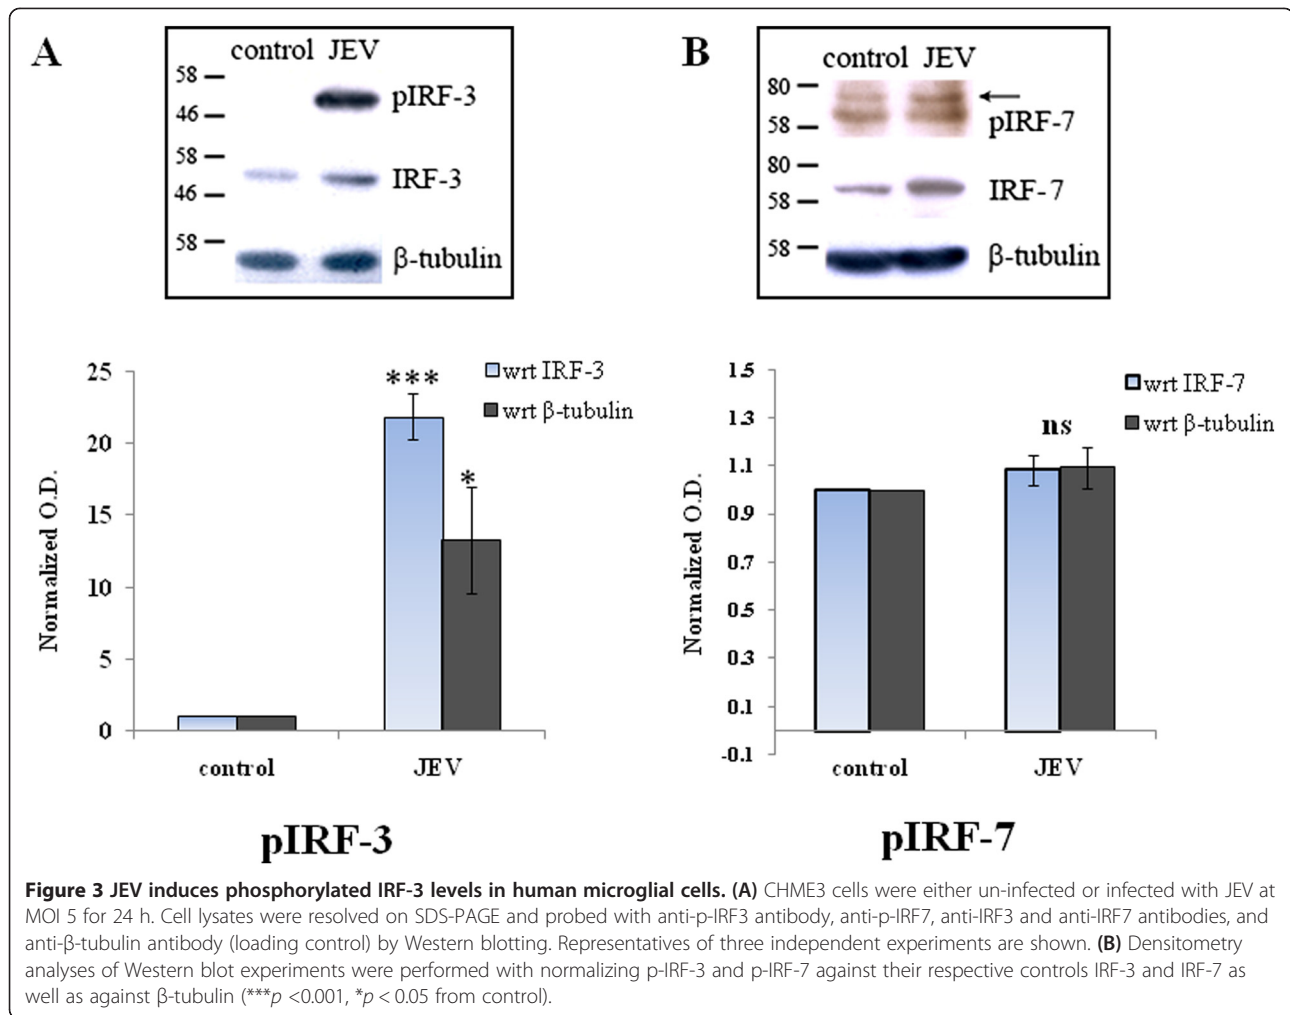 A
control JEV
58
pIRF-3
46
58
IRF-3
46
58
β-tubulin
B
control JEV
80
pIRF-7
58
80
IRF-7
58
58
β-tubulin
25
20
15
10
5
0
Normalized O.D.
***
*
wrt IRF-3
wrt β-tubulin
control JEV
pIRF-3
1.5
1.3
1.1
0.9
0.7
0.5
0.3
0.1
-0.1
Normalized O.D.
ns
wrt IRF-7
wrt β-tubulin
control JEV
pIRF-7
Figure 3 JEV induces phosphorylated IRF-3 levels in human microglial cells. (A) CHME3 cells were either un-infected or infected with JEV at
MOI 5 for 24 h. Cell lysates were resolved on SDS-PAGE and probed with anti-p-IRF3 antibody, anti-p-IRF7, anti-IRF3 and anti-IRF7 antibodies, and
anti-β-tubulin antibody (loading control) by Western blotting. Representatives of three independent experiments are shown. (B) Densitometry
analyses of Western blot experiments were performed with normalizing p-IRF-3 and p-IRF-7 against their respective controls IRF-3 and IRF-7 as
well as against β-tubulin (***p <0.001, *p < 0.05 from control).